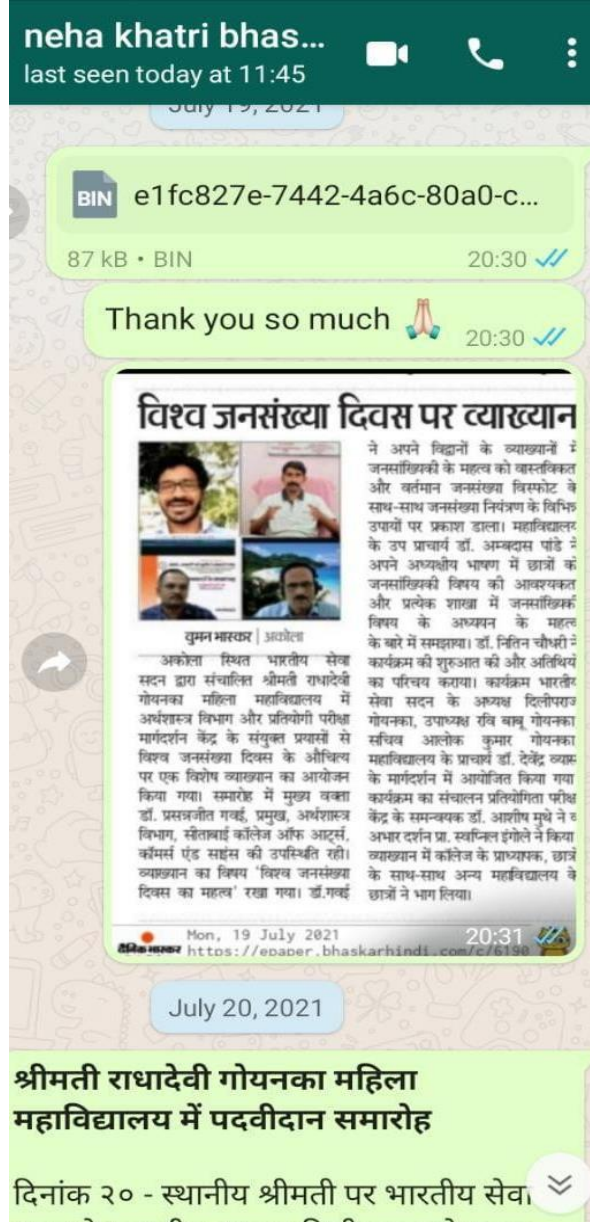 neha khatri bhas...
last seen today at 11:45
July 19, 2021
BIN
e1fc827e-7442-4a6c-80a0-c...
87 kB • BIN
20:30
Thank you so much 🙏🏻
20:30
विश्व जनसंख्या दिवस पर व्याख्यान
वुमन भास्कर | अकोला
अकोला स्थित भारतीय सेवा
सदन द्वारा संचालित श्रीमती राधादेवी
गोयनका महिला महाविद्यालय में
अर्थशास्त्र विभाग और प्रतियोगी परीक्षा
मार्गदर्शन केंद्र के संयुक्त प्रयासों से
विश्व जनसंख्या दिवस के औचित्य
पर एक विशेष व्याख्यान का आयोजन
किया गया। समारोह में मुख्य वक्ता
डॉ. प्रसन्नजीत गवई, प्रमुख, अर्थशास्त्र
विभाग, सीताबाई कॉलेज ऑफ आर्ट्स,
कॉमर्स एंड साइंस की उपस्थिति रही।
व्याख्यान का विषय 'विश्व जनसंख्या
दिवस का महत्व' रखा गया। डॉ.गवई
ने अपने विद्वानों के व्याख्यानों में
जनसांख्यिकी के महत्व को वास्तविकत
और वर्तमान जनसंख्या विस्फोट के
साथ-साथ जनसंख्या नियंत्रण के विभिन्न
उपायों पर प्रकाश डाला। महाविद्यालय
के उप प्राचार्य डॉ. अम्बादास पांडे ने
अपने अध्यक्षीय भाषण में छात्रों को
जनसांख्यिकी विषय की आवश्यकत
और प्रत्येक शाखा में जनसांख्यिकी
विषय के अध्ययन के महत्व
के बारे में समझाया। डॉ. नितिन चौधरी ने
कार्यक्रम की शुरुआत की और अतिथियों
का परिचय कराया। कार्यक्रम भारतीय
सेवा सदन के अध्यक्ष दिलीपराज
गोयनका, उपाध्यक्ष रवि बाबू गोयनका
सचिव आलोक कुमार गोयनका
महाविद्यालय के प्राचार्य डॉ. देवेंद्र व्यास
के मार्गदर्शन में आयोजित किया गया
कार्यक्रम का संचालन प्रतियोगिता परीक्षा
केंद्र के समन्वयक डॉ. आशीष मुथे ने व
अभार दर्शन प्रा. स्वप्निल इंगोले ने किया
व्याख्यान में कॉलेज के प्राध्यापक, छात्रों
के साथ-साथ अन्य महाविद्यालय के
छात्रों ने भाग लिया।
दैनिक भास्कर
Mon, 19 July 2021
https://epaper.bhaskarhindi.com/c/6190
20:31
July 20, 2021
श्रीमती राधादेवी गोयनका महिला
महाविद्यालय में पदवीदान समारोह
दिनांक २० - स्थानीय श्रीमती पर भारतीय सेवा